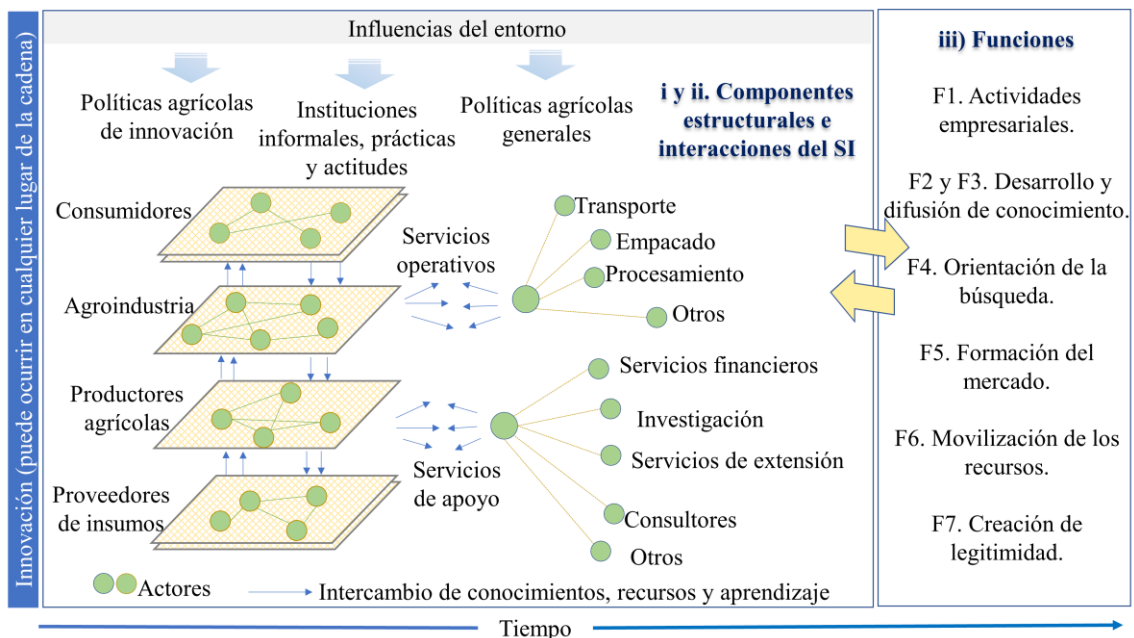 Innovación (puede ocurrir en cualquier lugar de la cadena)
Influencias del entorno
Políticas agrícolas
de innovación
Instituciones
informales, prácticas
y actitudes
Políticas agrícolas
generales
i y ii. Componentes
estructurales e
interacciones del SI
Consumidores
Agroindustria
Productores
agrícolas
Proveedores
de insumos
Servicios
operativos
Transporte
Empacado
Procesamiento
Otros
Servicios
de apoyo
Servicios financieros
Investigación
Servicios de extensión
Consultores
Otros
Actores
Intercambio de conocimientos, recursos y aprendizaje
iii) Funciones
F1. Actividades
empresariales.
F2 y F3. Desarrollo y
difusión de conocimiento.
F4. Orientación de la
búsqueda.
F5. Formación del
mercado.
F6. Movilización de los
recursos.
F7. Creación de
legitimidad.
Tiempo